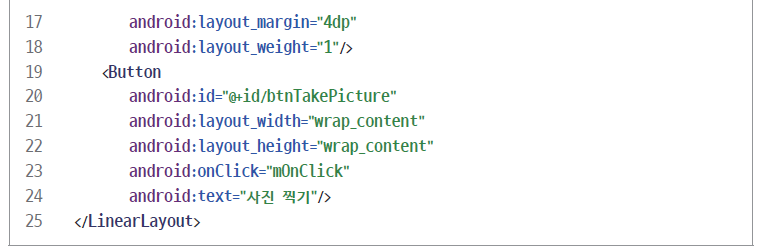 17 android:layout_margin="4dp"
18 android:layout_weight="1"/>
19 <Button
20 android:id="@+id/btnTakePicture"
21 android:layout_width="wrap_content"
22 android:layout_height="wrap_content"
23 android:onClick="mOnClick"
24 android:text="사진 찍기"/>
25 </LinearLayout>